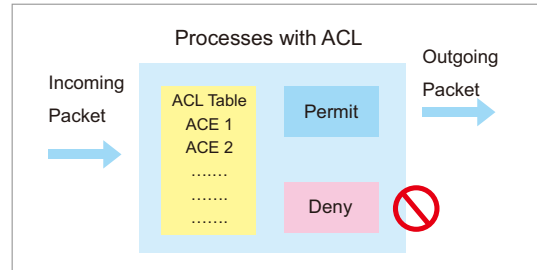 Processes with ACL
Incoming
Packet
ACL Table
ACE 1
ACE 2
.......
.......
.......
Permit
Deny
Outgoing
Packet